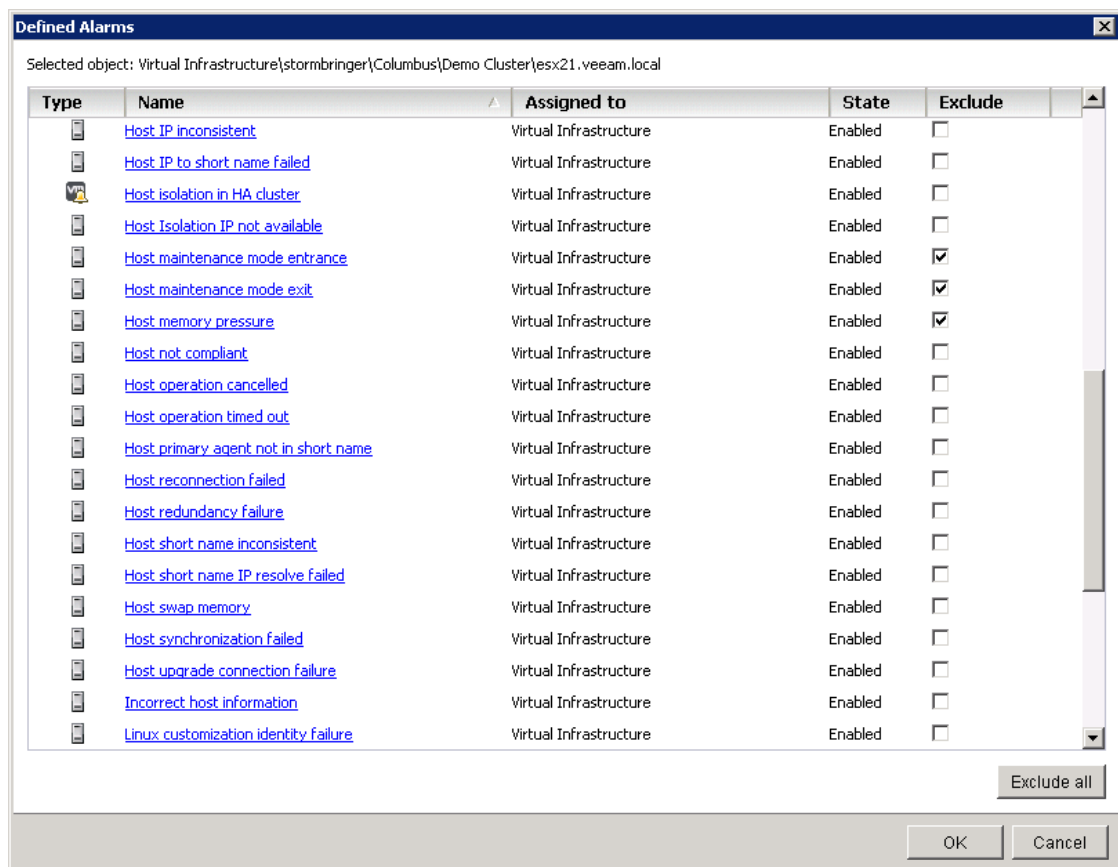 Defined Alarms
Selected object: Virtual Infrastructure\stormbringer\Columbus\Demo Cluster\esx21.veeam.local
Type Name Assigned to State Exclude
Host IP inconsistent Virtual Infrastructure Enabled
Host IP to short name failed Virtual Infrastructure Enabled
vm Host isolation in HA cluster Virtual Infrastructure Enabled
Host Isolation IP not available Virtual Infrastructure Enabled
Host maintenance mode entrance Virtual Infrastructure Enabled
Host maintenance mode exit Virtual Infrastructure Enabled
Host memory pressure Virtual Infrastructure Enabled
Host not compliant Virtual Infrastructure Enabled
Host operation cancelled Virtual Infrastructure Enabled
Host operation timed out Virtual Infrastructure Enabled
Host primary agent not in short name Virtual Infrastructure Enabled
Host reconnection failed Virtual Infrastructure Enabled
Host redundancy failure Virtual Infrastructure Enabled
Host short name inconsistent Virtual Infrastructure Enabled
Host short name IP resolve failed Virtual Infrastructure Enabled
Host swap memory Virtual Infrastructure Enabled
Host synchronization failed Virtual Infrastructure Enabled
Host upgrade connection failure Virtual Infrastructure Enabled
Incorrect host information Virtual Infrastructure Enabled
Linux customization identity failure Virtual Infrastructure Enabled
Exclude all
OK Cancel